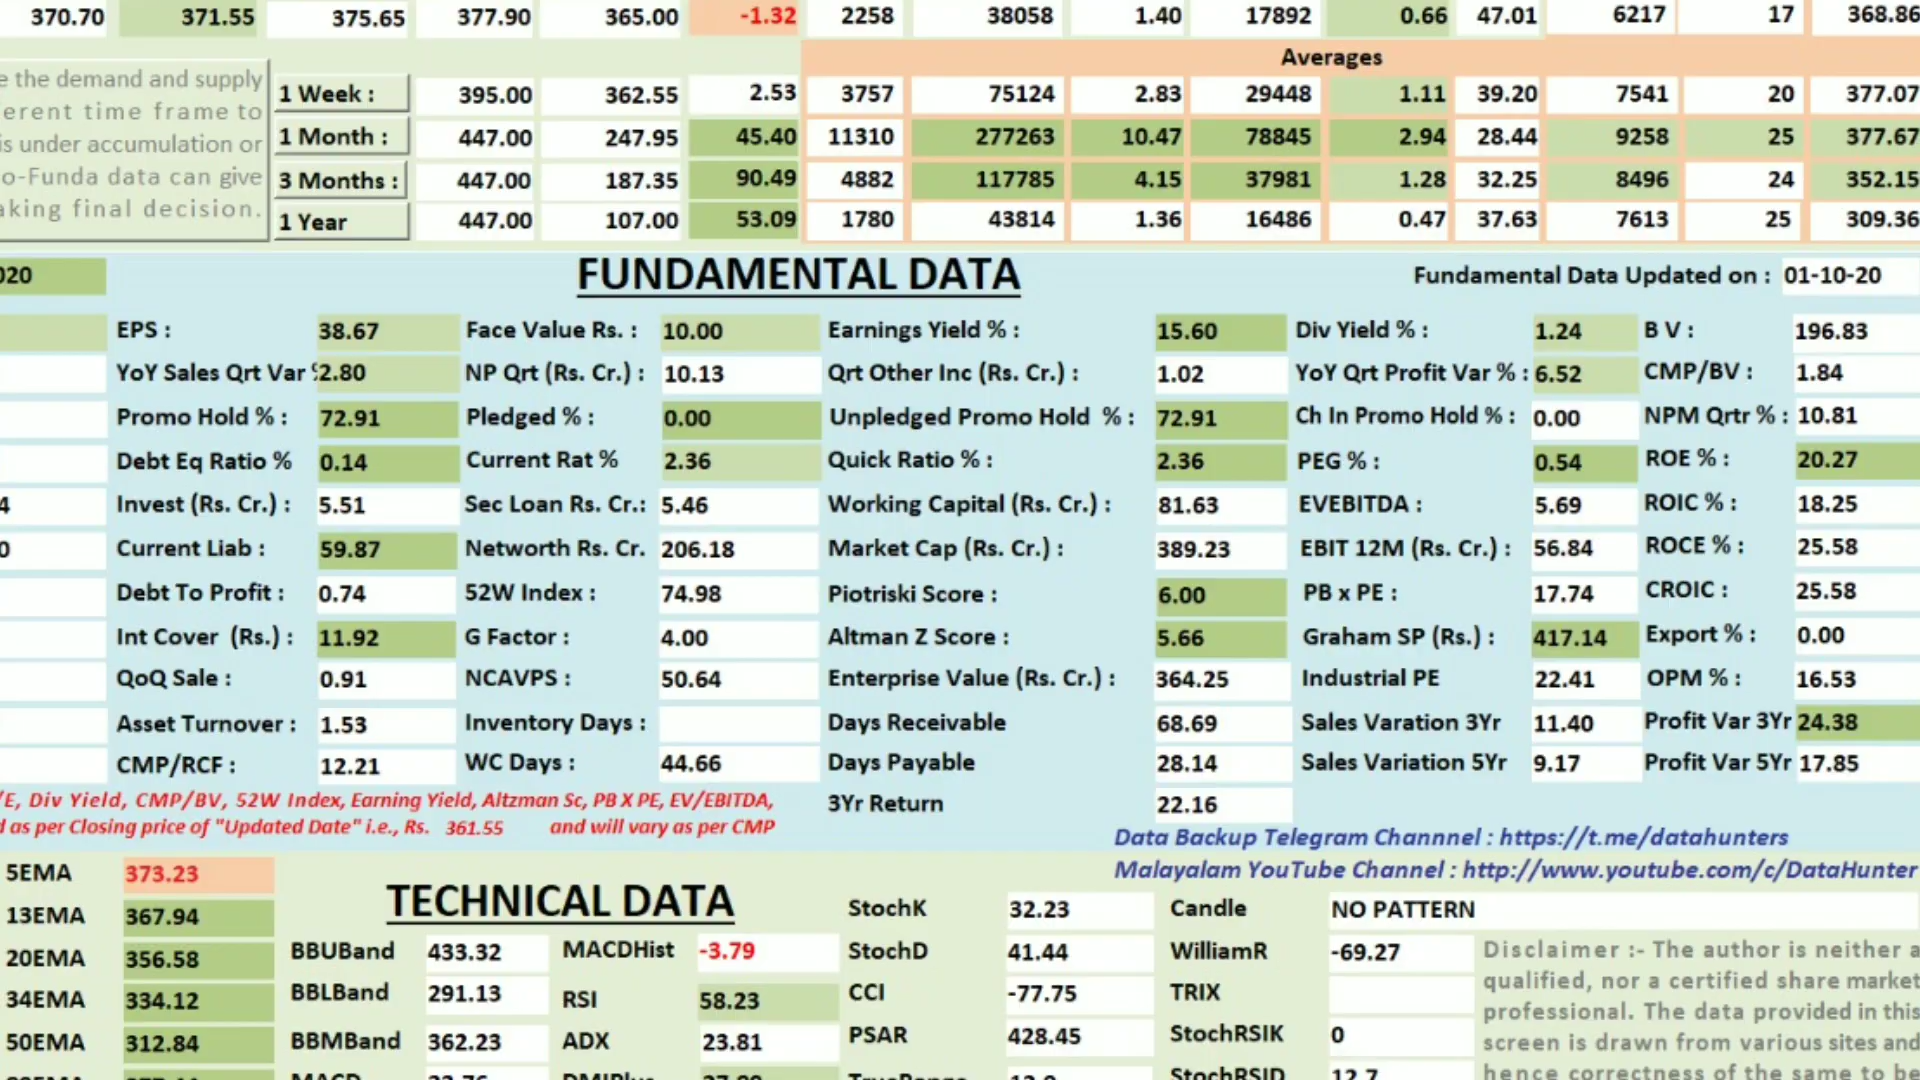 370.70 371.55 375.65 377.90 365.00 -1.32 2258 38058 1.40 17892 0.66 47.01 6217 17 368.86
Averages
e the demand and supply
erent time frame to
is under accumulation or
o-Funda data can give
aking final decision.
1 Week : 395.00 362.55 2.53 3757 75124 2.83 29448 1.11 39.20 7541 20 377.07
1 Month : 447.00 247.95 45.40 11310 277263 10.47 78845 2.94 28.44 9258 25 377.67
3 Months : 447.00 187.35 90.49 4882 117785 4.15 37981 1.28 32.25 8496 24 352.15
1 Year 447.00 107.00 53.09 1780 43814 1.36 16486 0.47 37.63 7613 25 309.36
020 FUNDAMENTAL DATA Fundamental Data Updated on : 01-10-20
EPS : 38.67 Face Value Rs. : 10.00 Earnings Yield % : 15.60 Div Yield % : 1.24 B V : 196.83
YoY Sales Qrt Var 2.80 NP Qrt (Rs. Cr.) : 10.13 Qrt Other Inc (Rs. Cr.) : 1.02 YoY Qrt Profit Var % : 6.52 CMP/BV : 1.84
Promo Hold % : 72.91 Pledged % : 0.00 Unpledged Promo Hold % : 72.91 Ch In Promo Hold % : 0.00 NPM Qrtr % : 10.81
Debt Eq Ratio % 0.14 Current Rat % 2.36 Quick Ratio % : 2.36 PEG % : 0.54 ROE % : 20.27
4 Invest (Rs. Cr.) : 5.51 Sec Loan Rs. Cr.: 5.46 Working Capital (Rs. Cr.) : 81.63 EVEBITDA : 5.69 ROIC % : 18.25
0 Current Liab : 59.87 Networth Rs. Cr. 206.18 Market Cap (Rs. Cr.) : 389.23 EBIT 12M (Rs. Cr.) : 56.84 ROCE % : 25.58
Debt To Profit : 0.74 52W Index : 74.98 Piotriski Score : 6.00 PB x PE : 17.74 CROIC : 25.58
Int Cover (Rs.) : 11.92 G Factor : 4.00 Altman Z Score : 5.66 Graham SP (Rs.) : 417.14 Export % : 0.00
QoQ Sale : 0.91 NCAVPS : 50.64 Enterprise Value (Rs. Cr.) : 364.25 Industrial PE 22.41 OPM % : 16.53
Asset Turnover : 1.53 Inventory Days : Days Receivable 68.69 Sales Varation 3Yr 11.40 Profit Var 3Yr 24.38
CMP/RCF : 12.21 WC Days : 44.66 Days Payable 28.14 Sales Variation 5Yr 9.17 Profit Var 5Yr 17.85
/E, Div Yield, CMP/BV, 52W Index, Earning Yield, Altzman Sc, PB X PE, EV/EBITDA, 3Yr Return 22.16
d as per Closing price of "Updated Date" i.e., Rs. 361.55 and will vary as per CMP
Data Backup Telegram Channnel : https://t.me/datahunters
Malayalam YouTube Channel : http://www.youtube.com/c/DataHunter
TECHNICAL DATA
5EMA 373.23
13EMA 367.94
20EMA 356.58
34EMA 334.12
50EMA 312.84
BBUBand 433.32 MACDHist -3.79
BBLBand 291.13 RSI 58.23
BBMBand 362.23 ADX 23.81
StochK 32.23 Candle NO PATTERN
StochD 41.44 WilliamR -69.27
CCI -77.75 TRIX
PSAR 428.45 StochRSIK 0
StochRSID 12.7
Disclaimer :- The author is neither a
qualified, nor a certified share market
professional. The data provided in this
screen is drawn from various sites and
hence correctness of the same to be